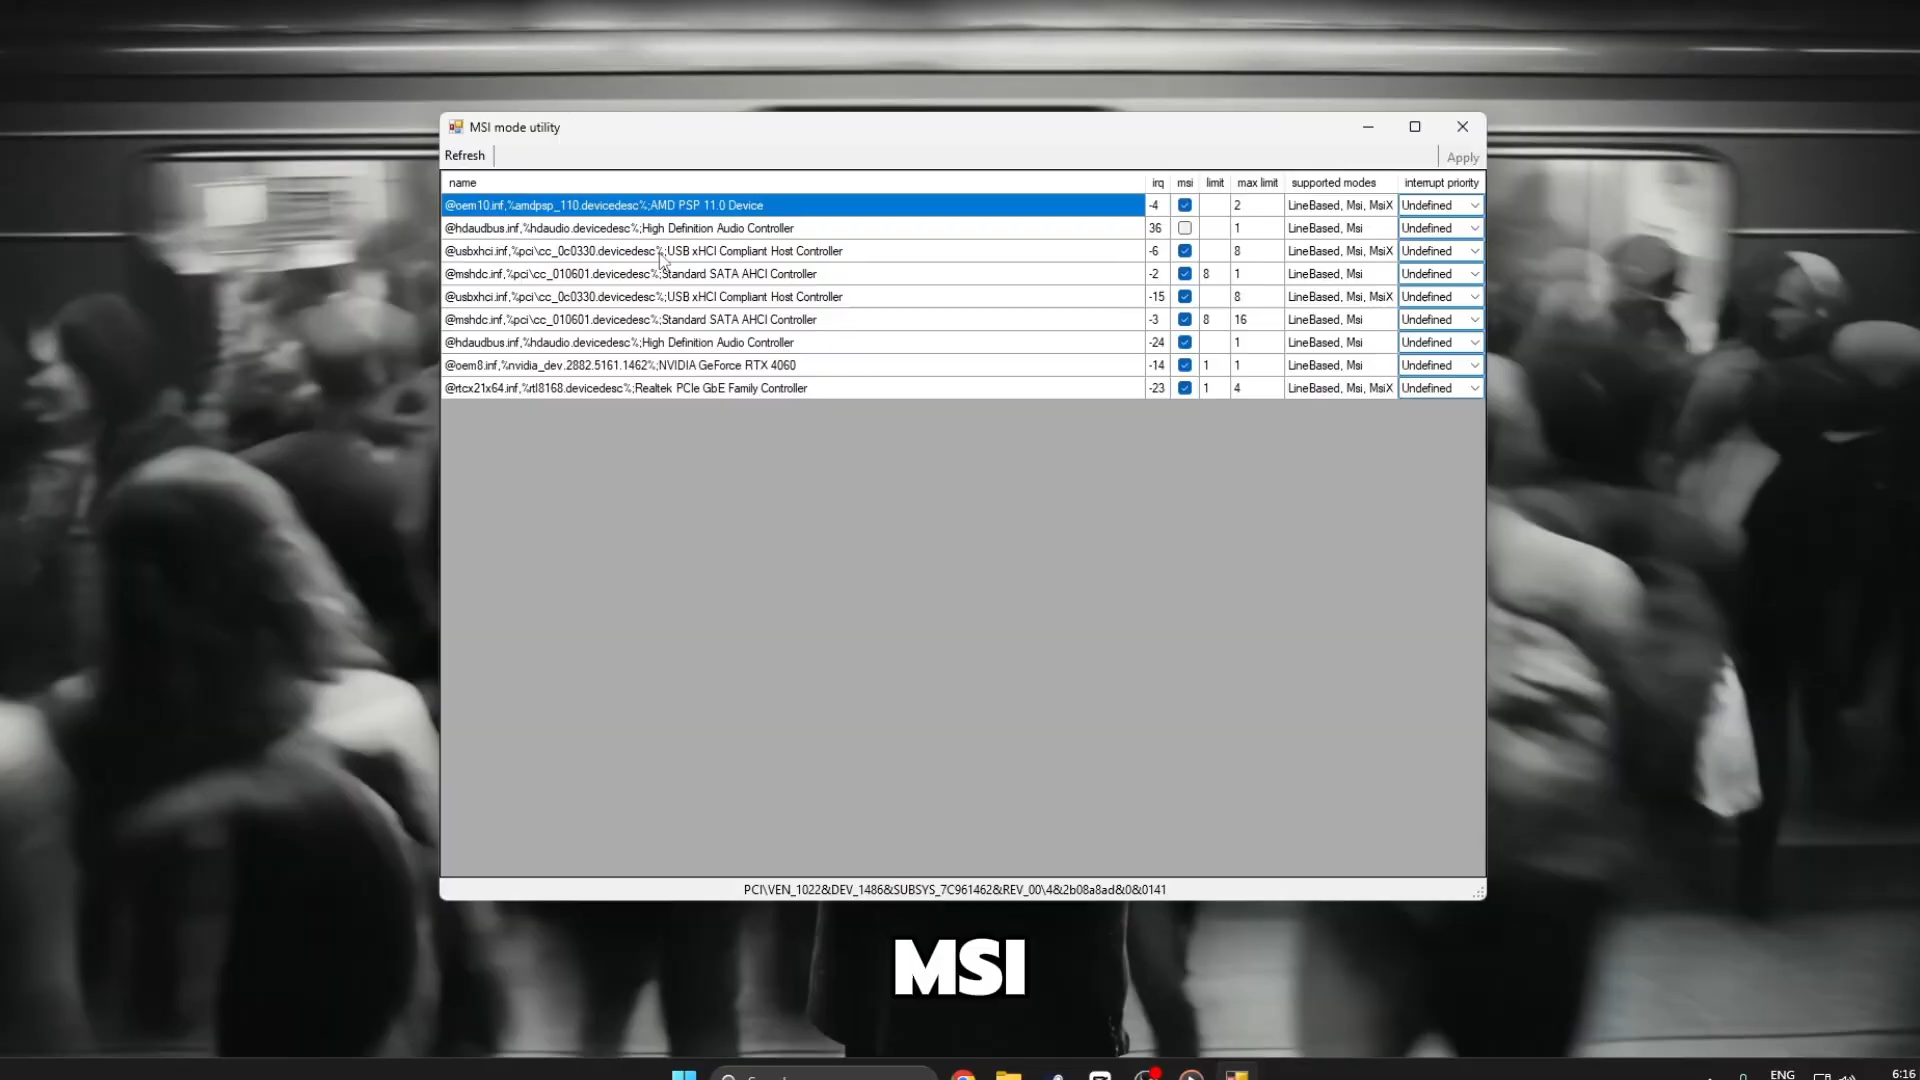 MSI mode utility
Refresh
Apply
name irq msi limit max limit supported modes interrupt priority
@oem10.inf,%amdpsp_110.devicedesc%;AMD PSP 11.0 Device -4 2 LineBased, Msi, MsiX Undefined
@hdaudbus.inf,%hdaudio.devicedesc%;High Definition Audio Controller 36 1 LineBased, Msi Undefined
@usbxhci.inf,%pci\cc_0c0330.devicedesc%;USB xHCI Compliant Host Controller -6 8 LineBased, Msi, MsiX Undefined
@mshdc.inf,%pci\cc_010601.devicedesc%;Standard SATA AHCI Controller -2 8 1 LineBased, Msi Undefined
@usbxhci.inf,%pci\cc_0c0330.devicedesc%;USB xHCI Compliant Host Controller -15 8 LineBased, Msi, MsiX Undefined
@mshdc.inf,%pci\cc_010601.devicedesc%;Standard SATA AHCI Controller -3 8 16 LineBased, Msi Undefined
@hdaudbus.inf,%hdaudio.devicedesc%;High Definition Audio Controller -24 1 LineBased, Msi Undefined
@oem8.inf,%nvidia_dev.2882.5161.1462%;NVIDIA GeForce RTX 4060 -14 1 1 LineBased, Msi Undefined
@rtcx21x64.inf,%rtl8168.devicedesc%;Realtek PCIe GbE Family Controller -23 1 4 LineBased, Msi, MsiX Undefined
PCI\VEN_1022&DEV_1486&SUBSYS_7C961462&REV_00\4&2b08a8ad&0&0141
MSI
ENG
6:16